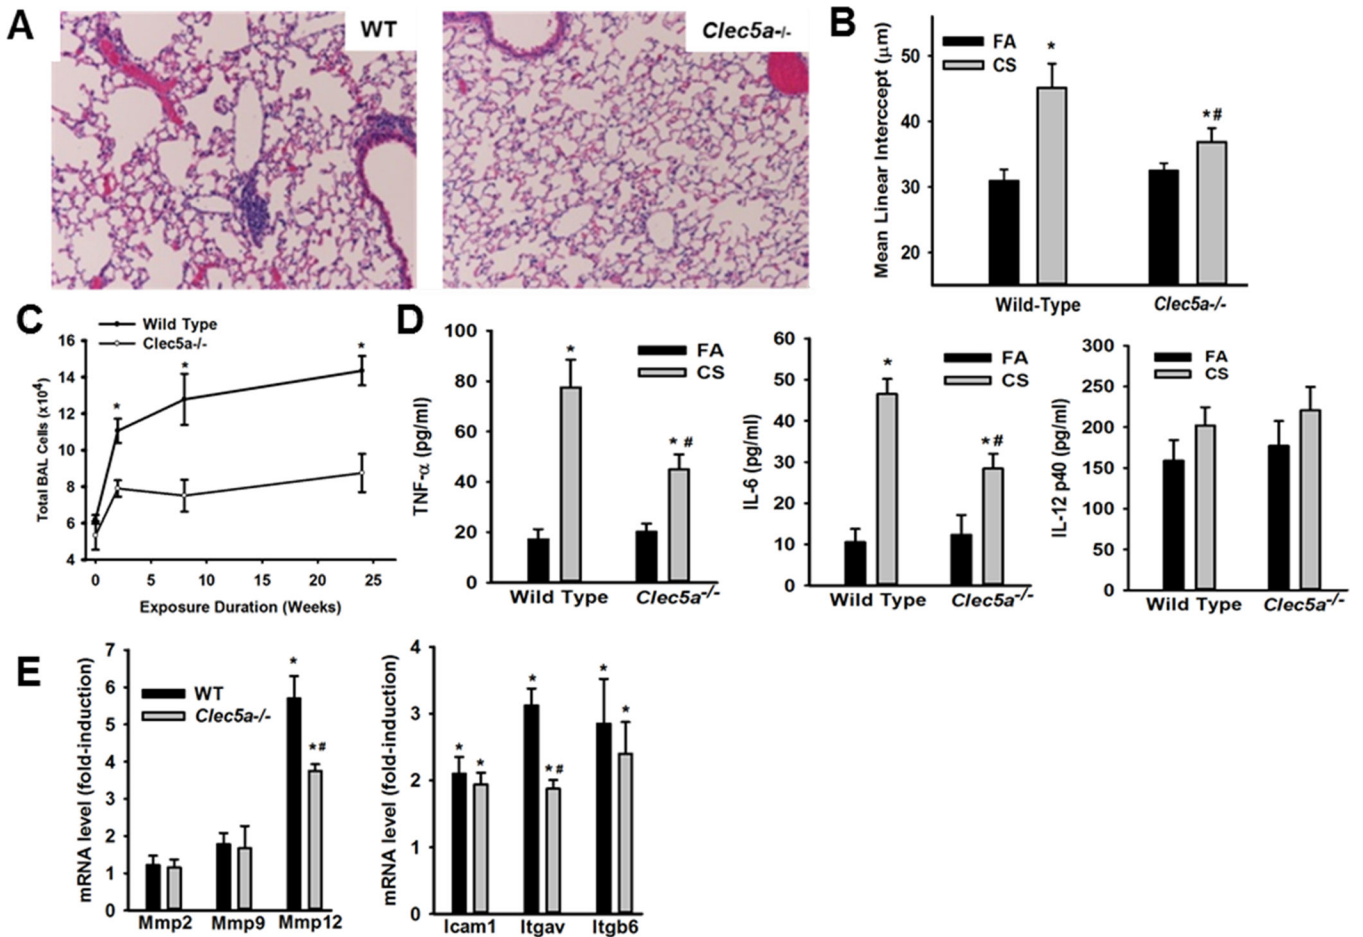 A
WT
Clec5a-/-
B
Mean Linear Interccept (μm)
50
40
30
20
FA
CS
*
*#
Wild-Type
Clec5a-/-
C
Wild Type
Clec5a-/-
Total BAL Cells (x10⁴)
16
14
12
10
8
6
4
*
*
*
0 5 10 15 20 25
Exposure Duration (Weeks)
D
TNF-α (pg/ml)
100
80
60
40
20
0
FA
CS
*
* #
Wild Type
Clec5a-/-
IL-6 (pg/ml)
60
50
40
30
20
10
0
FA
CS
*
*#
Wild Type
Clec5a-/-
IL-12 p40 (pg/ml)
300
250
200
150
100
50
0
FA
CS
Wild Type
Clec5a-/-
E
mRNA level (fold-induction)
7
6
5
4
3
2
1
0
WT
Clec5a-/-
*
*#
Mmp2 Mmp9 Mmp12
mRNA level (fold-induction)
4
3
2
1
0
*
*
*
*#
*
*
Icam1 Itgav Itgb6